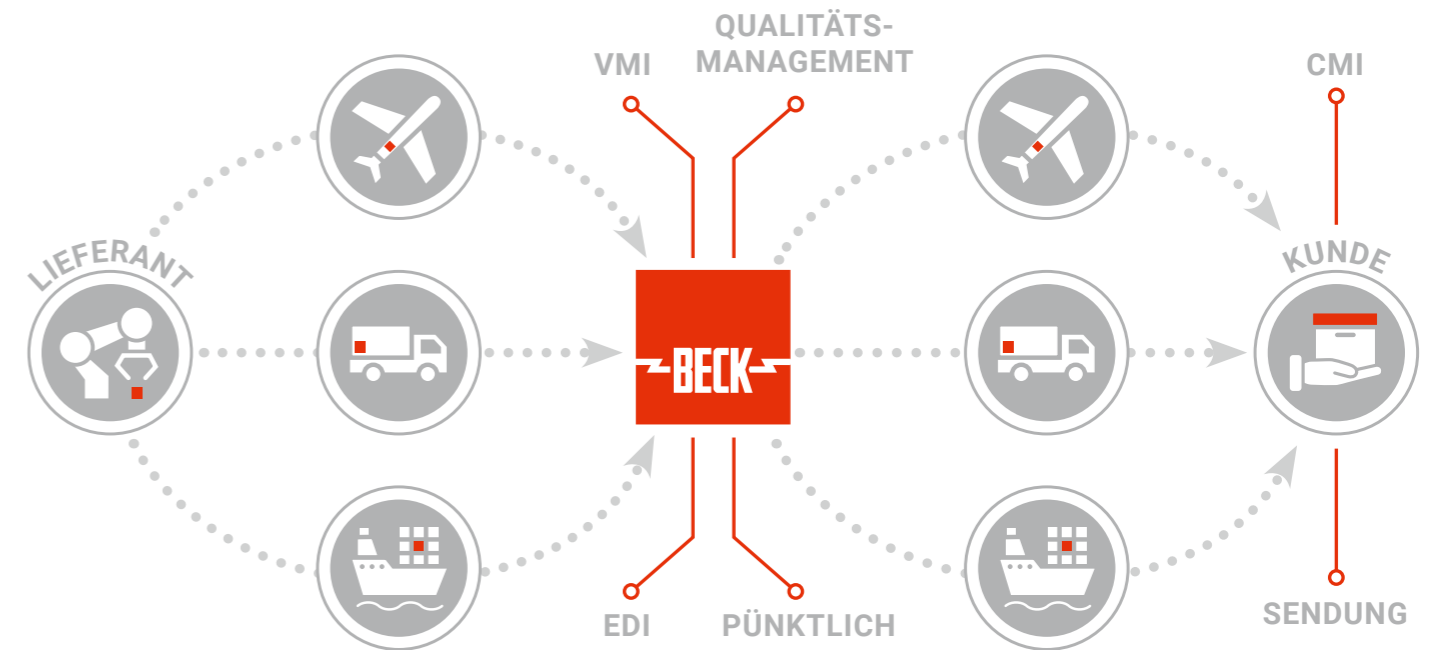 QUALITÄTS-
MANAGEMENT
VMI
CMI
LIEFERANT
KUNDE
BECK
EDI
PÜNKTLICH
SENDUNG